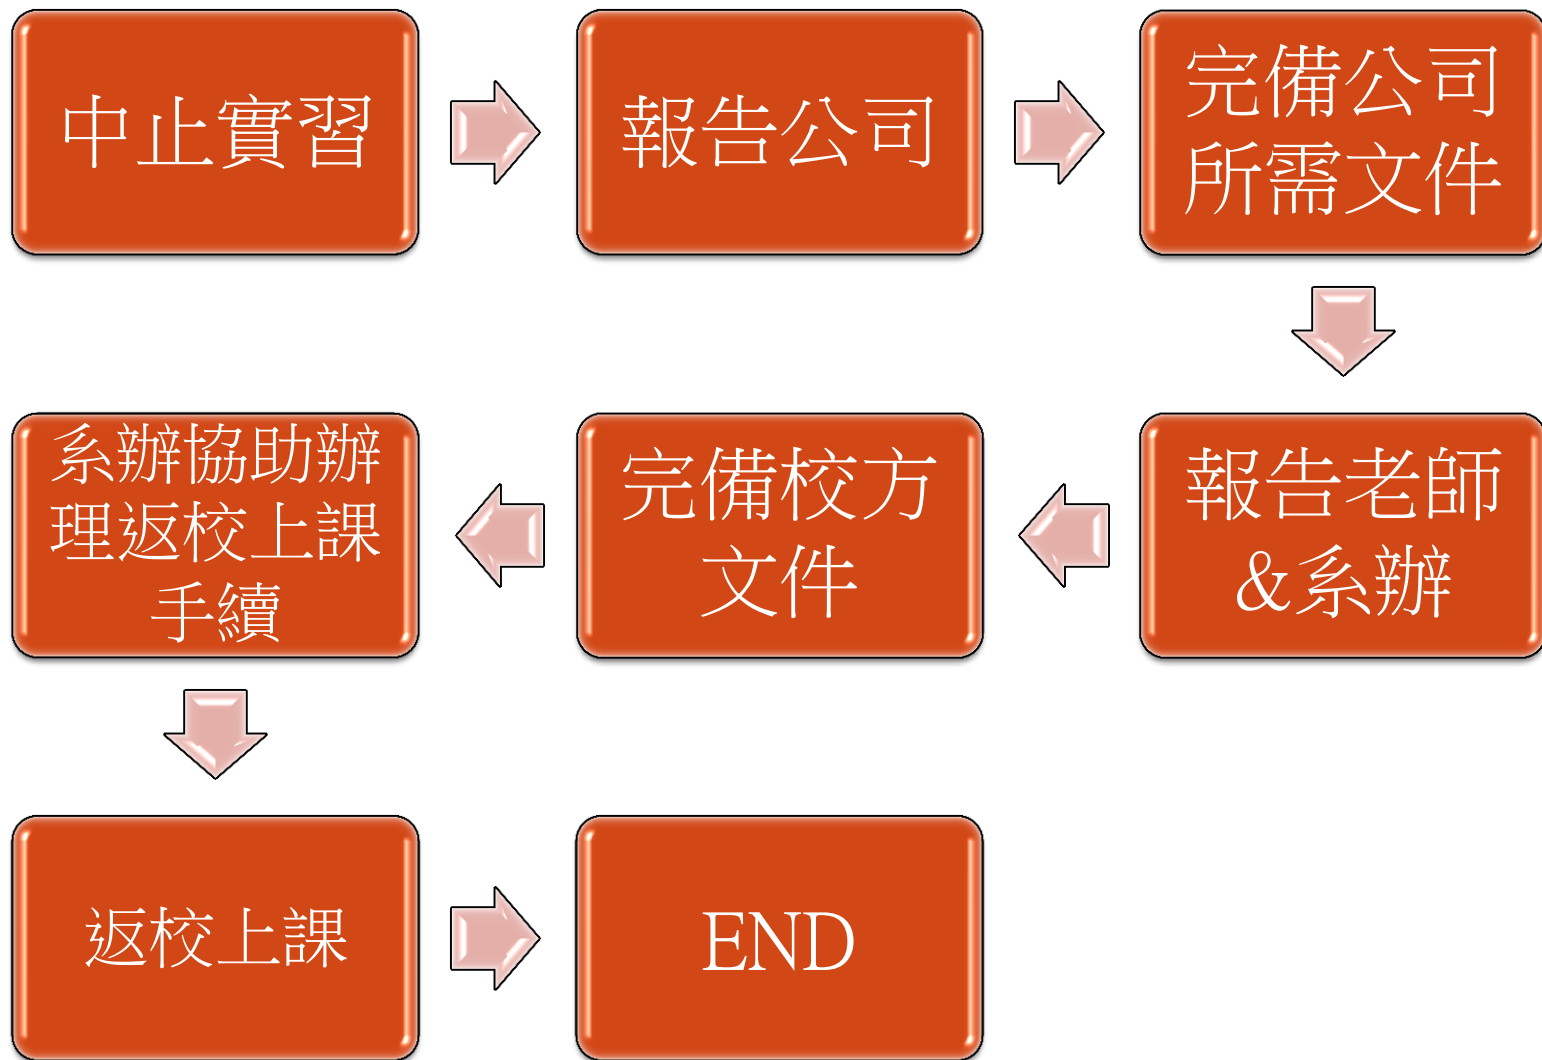 中止實習
報告公司
完備公司
所需文件
報告老師
&系辦
完備校方
文件
系辦協助辦
理返校上課
手續
返校上課
END